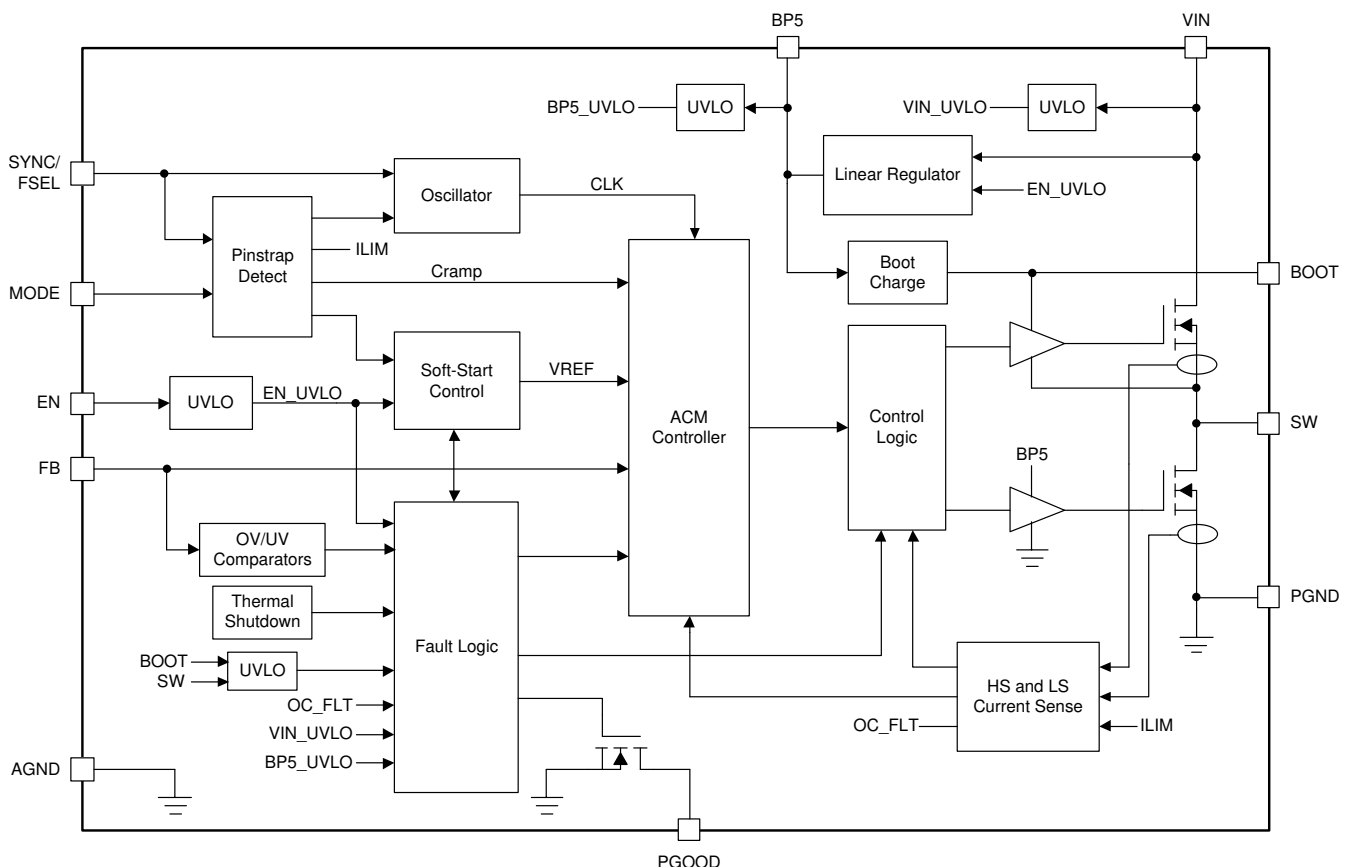 BP5
VIN
BP5_UVLO
UVLO
VIN_UVLO
UVLO
SYNC/
FSEL
Oscillator
CLK
Linear Regulator
EN_UVLO
Pinstrap
Detect
ILIM
Cramp
MODE
Boot
Charge
BOOT
Soft-Start
Control
VREF
EN
UVLO
EN_UVLO
ACM
Controller
Control
Logic
SW
FB
BP5
OV/UV
Comparators
Thermal
Shutdown
PGND
Fault Logic
BOOT
SW
UVLO
HS and LS
Current Sense
OC_FLT
VIN_UVLO
BP5_UVLO
OC_FLT
ILIM
AGND
PGOOD